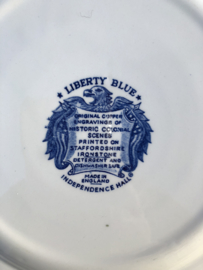 ★ LIBERTY BLUE ★
ORIGINAL COPPER
ENGRAVINGS OF
HISTORIC COLONIAL
SCENES
PRINTED ON
STAFFORDSHIRE
IRONSTONE
DETERGENT AND
DISHWASHER SAFE
MADE IN
ENGLAND
INDEPENDENCE HALL